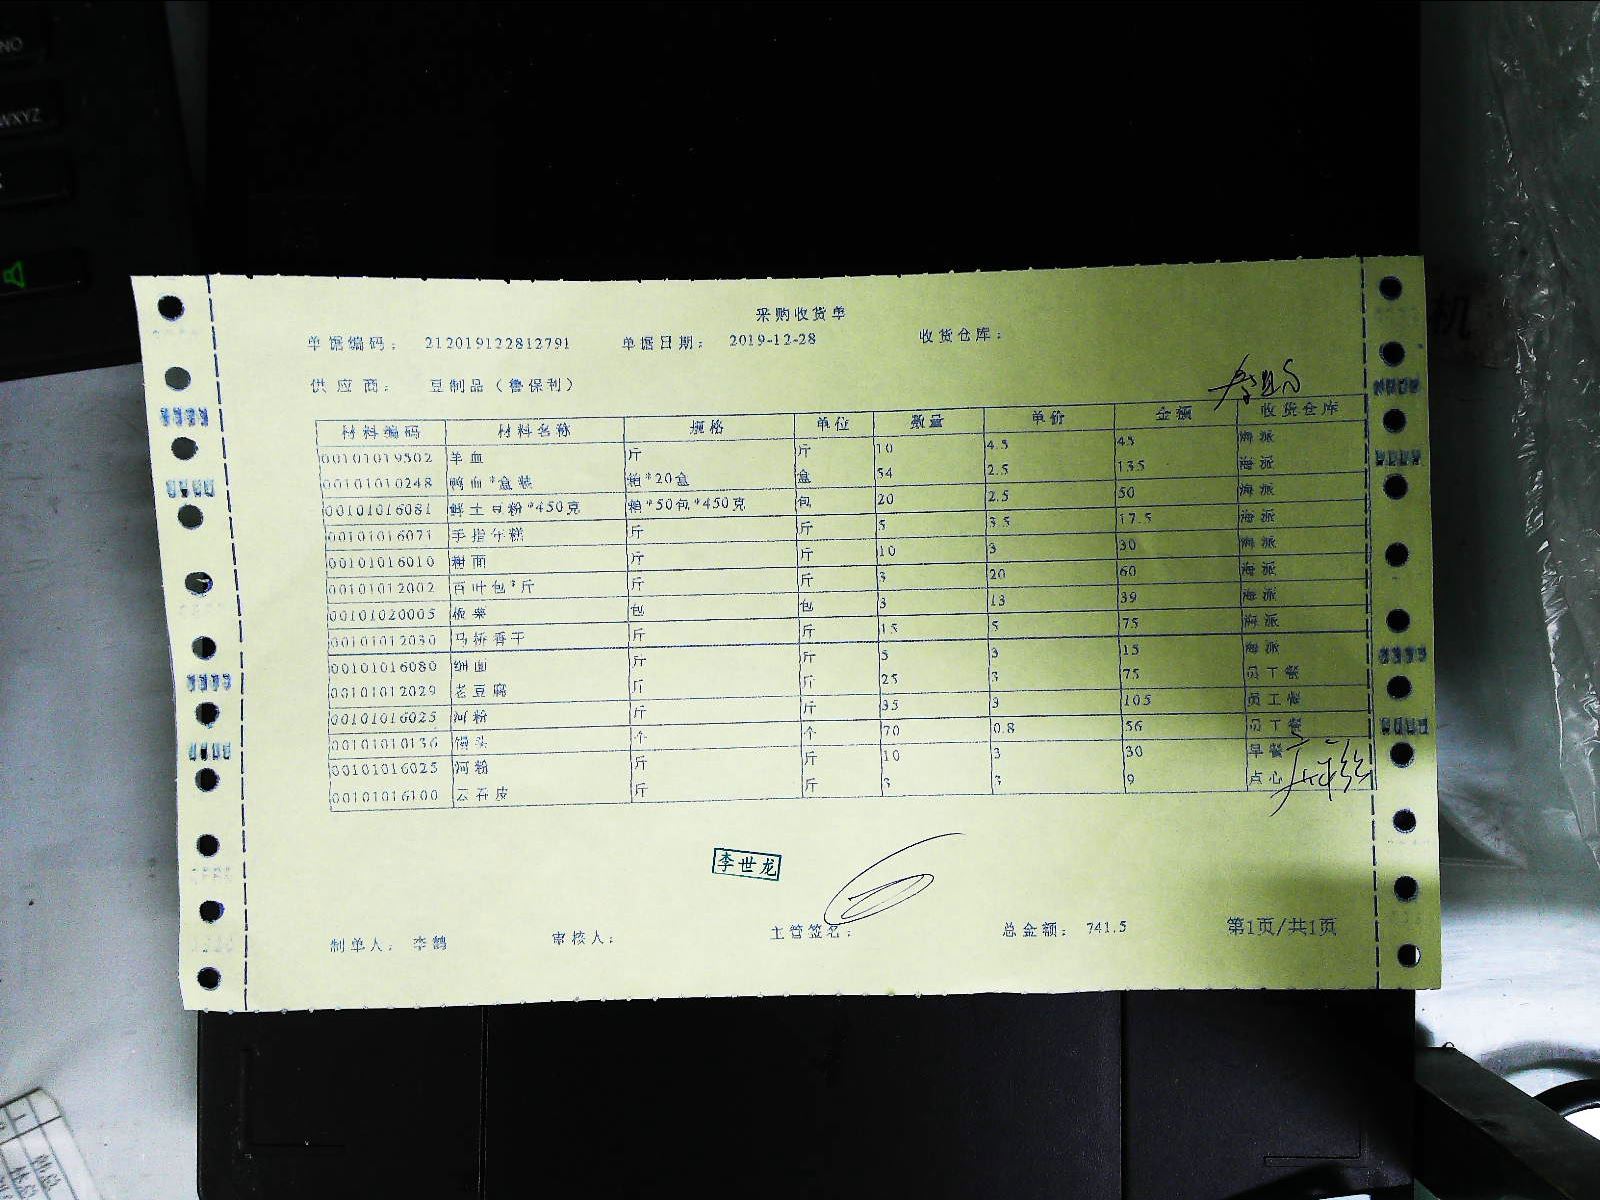 NO
WXYZ
采购收货单
单据编码： 212019122812791 单据日期： 2019-12-28 收货仓库：
供应商： 豆制品（鲁保利）
材料编码 材料名称 规格 单位 数量 单价 金额 收货仓库
00101019502 羊血 斤 斤 10 4.5 45 海派
00101010248 鸭血*盒装 箱*20盒 盒 54 2.5 135 海派
00101016081 鲜土豆粉*450克 箱*50包*450克 包 20 2.5 50 海派
00101016071 手指年糕 斤 斤 5 3.5 17.5 海派
00101016010 粗面 斤 斤 10 3 30 海派
00101012002 百叶包*斤 斤 斤 3 20 60 海派
00101020005 板栗 包 包 3 13 39 海派
00101012030 马桥香干 斤 斤 15 5 75 海派
00101016080 细面 斤 斤 5 3 15 海派
00101012029 老豆腐 斤 斤 25 3 75 员工餐
00101016025 河粉 斤 斤 35 3 105 员工餐
00101010136 馒头 个 个 70 0.8 56 员工餐
00101016025 河粉 斤 斤 10 3 30 早餐
00101016100 云吞皮 斤 斤 3 3 9 点心
李世龙
制单人： 李鹤 审核人： 主管签名： 总金额： 741.5 第1页/共1页
机